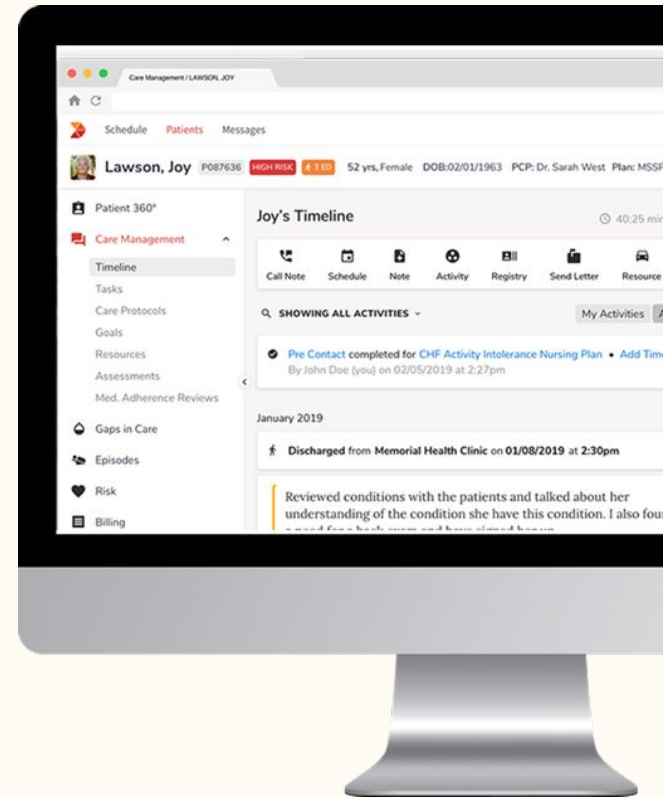 Care Management / LAWSON, JOY
Schedule Patients Messages
Lawson, Joy P087636 HIGH RISK 3 ED 52 yrs, Female DOB:02/01/1963 PCP: Dr. Sarah West Plan: MSSP
Patient 360°
Care Management
Timeline
Tasks
Care Protocols
Goals
Resources
Assessments
Med. Adherence Reviews
Gaps in Care
Episodes
Risk
Billing
Joy's Timeline
40:25 min
Call Note Schedule Note Activity Registry Send Letter Resource
SHOWING ALL ACTIVITIES
My Activities
Pre Contact completed for CHF Activity Intolerance Nursing Plan • Add Time
By John Doe (you) on 02/05/2019 at 2:27pm
January 2019
Discharged from Memorial Health Clinic on 01/08/2019 at 2:30pm
Reviewed conditions with the patients and talked about her
understanding of the condition she have this condition. I also four